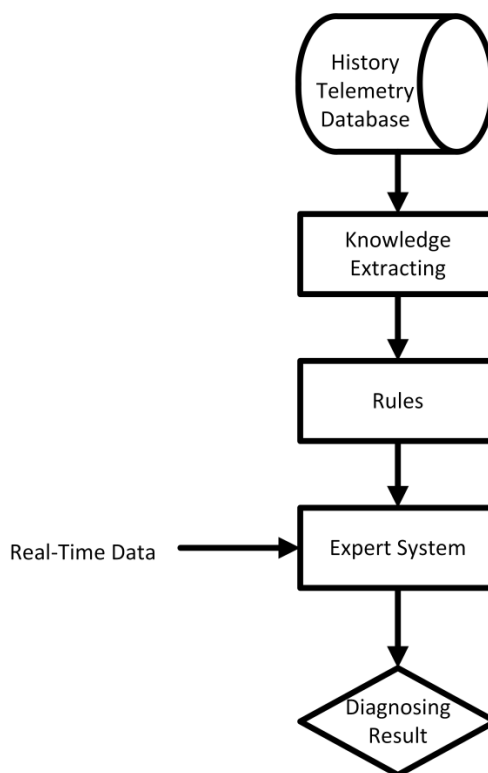 History
Telemetry
Database
Knowledge
Extracting
Rules
Real-Time Data
Expert System
Diagnosing
Result